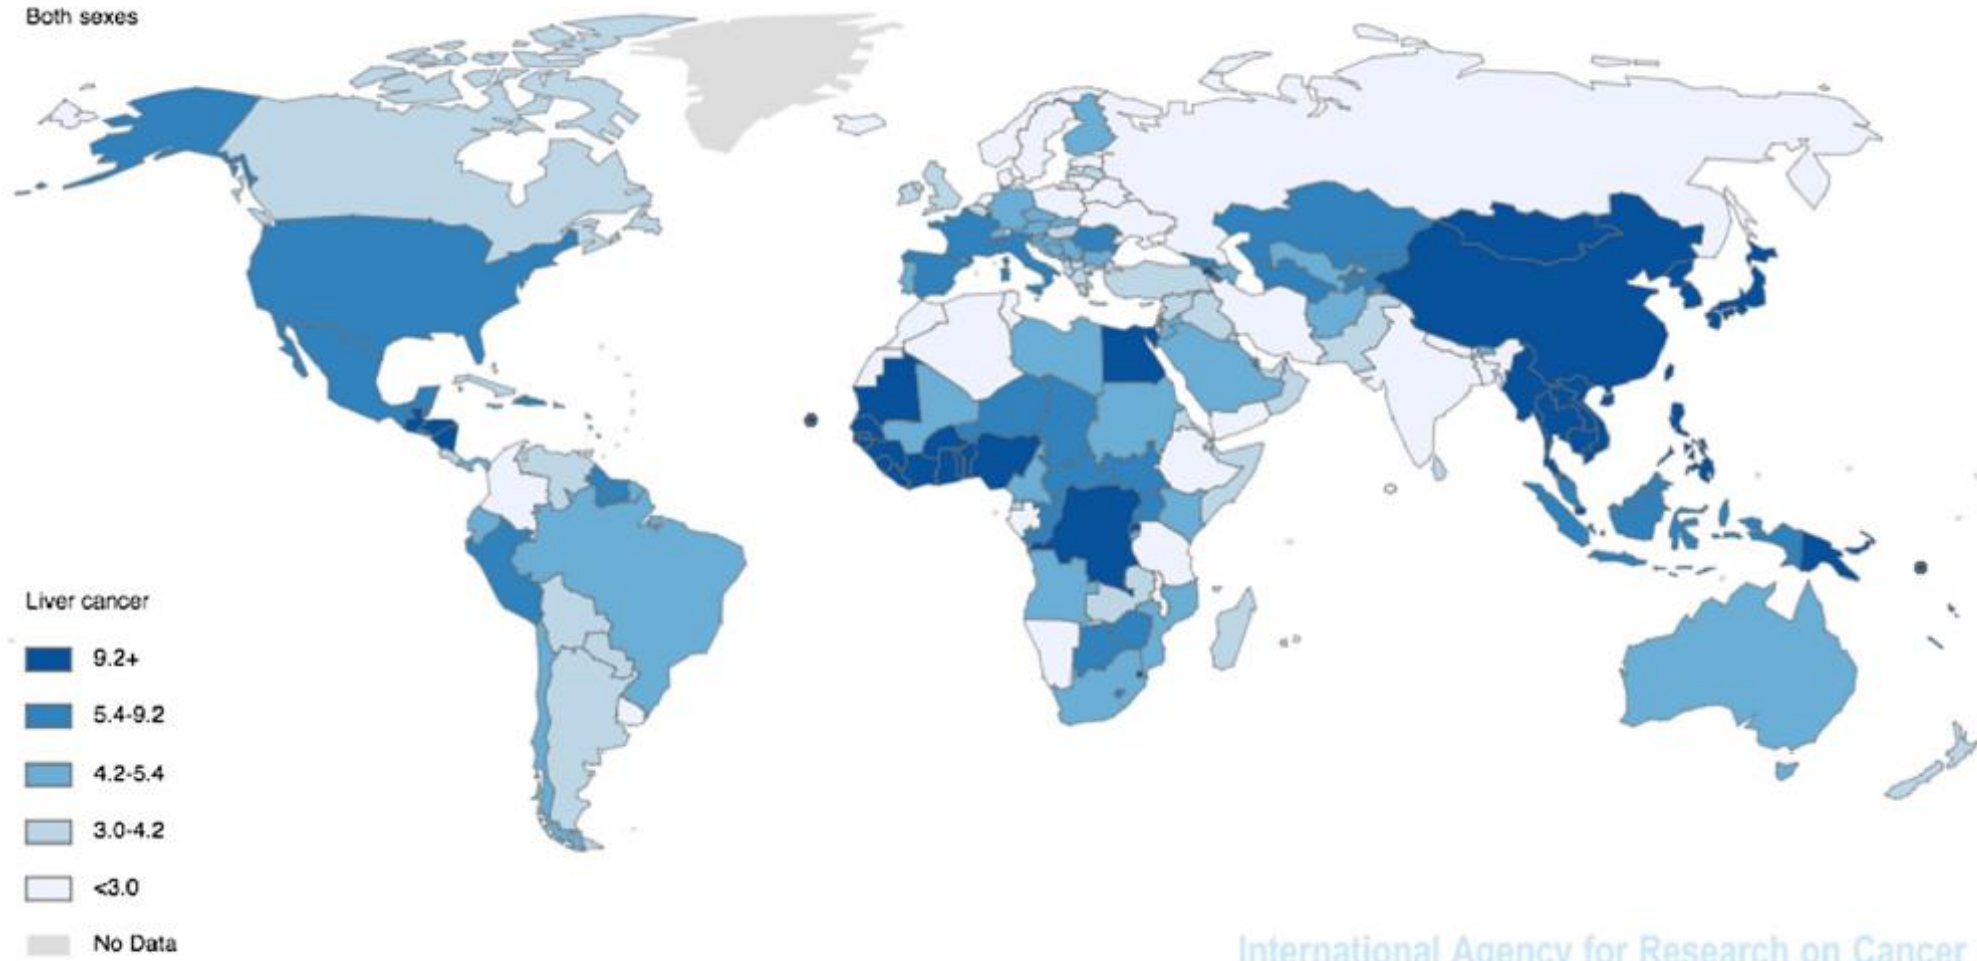 Both sexes
Liver cancer
9.2+
5.4-9.2
4.2-5.4
3.0-4.2
<3.0
No Data
International Agency for Research on Cancer